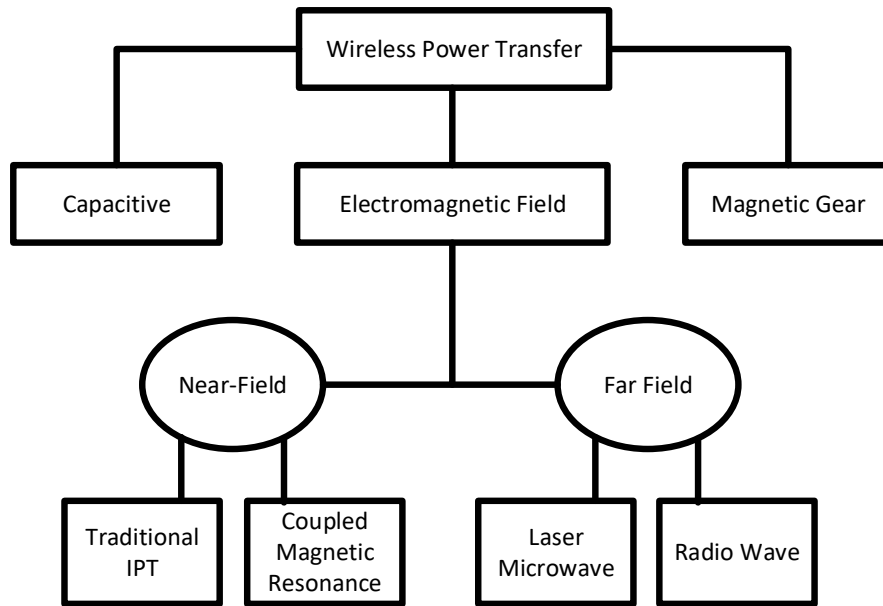 Wireless Power Transfer
Capacitive
Electromagnetic Field
Magnetic Gear
Near-Field
Far Field
Traditional
IPT
Coupled
Magnetic
Resonance
Laser
Microwave
Radio Wave